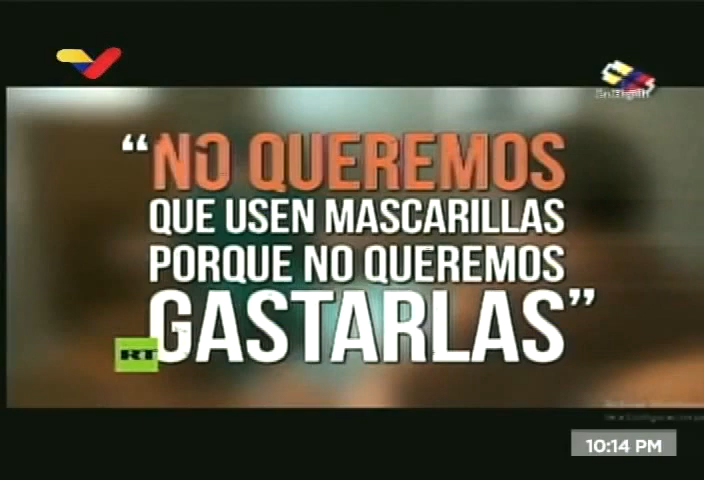 “NO QUEREMOS
QUE USEN MASCARILLAS
PORQUE NO QUEREMOS
GASTARLAS”
RT
10:14 PM